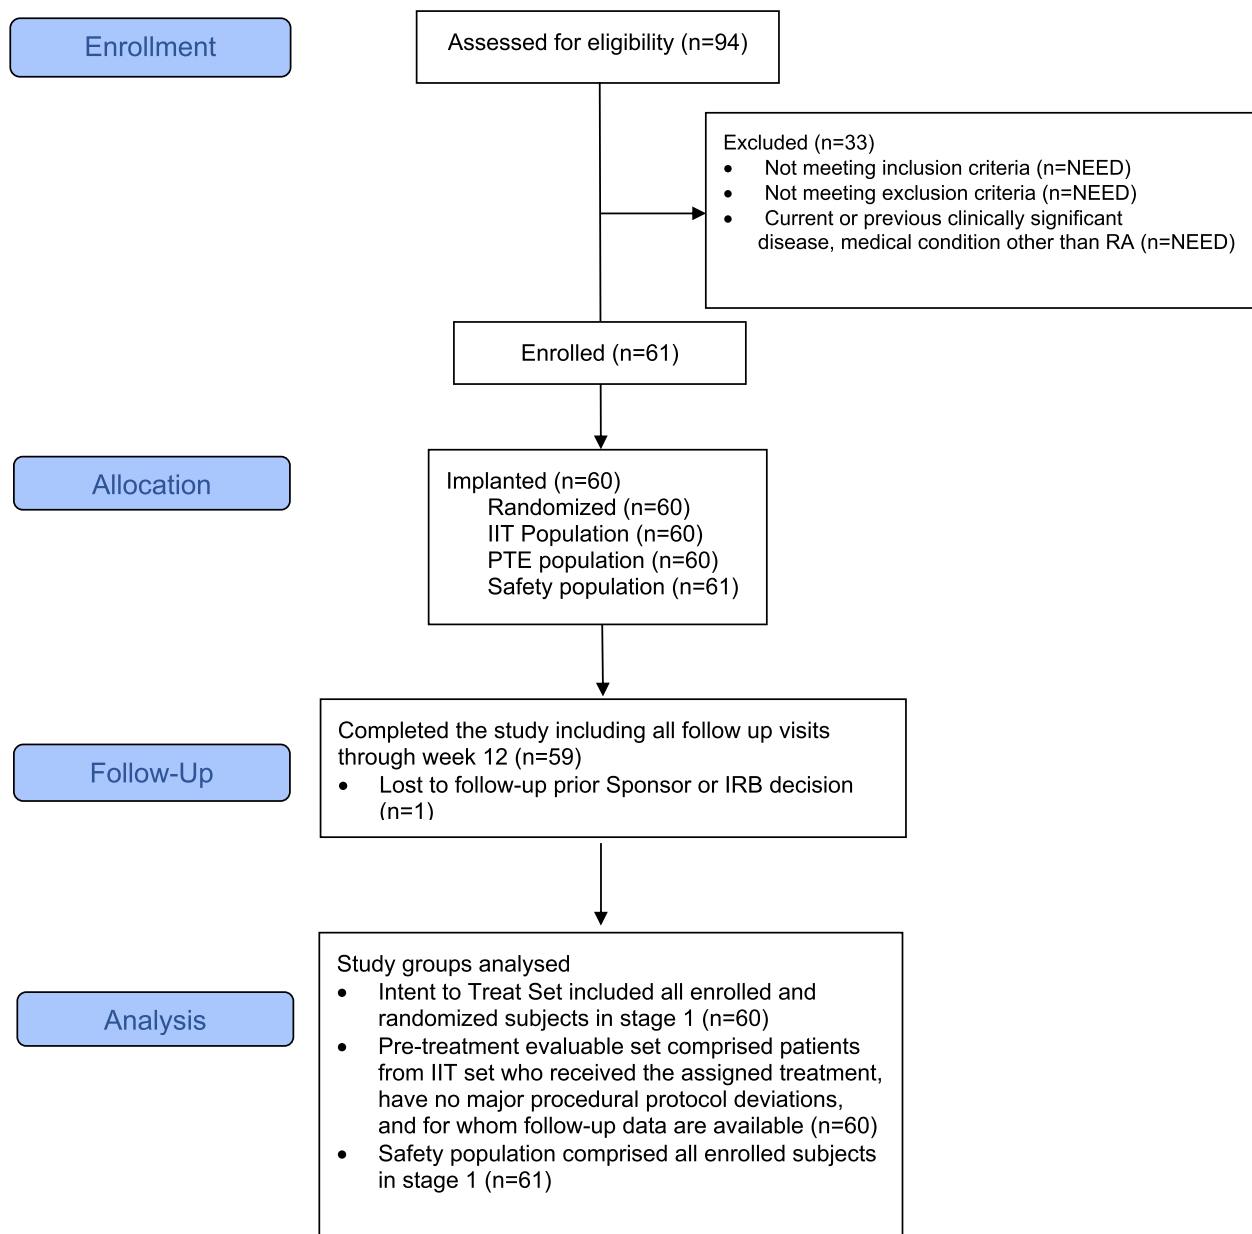 Enrollment
Assessed for eligibility (n=94)
Excluded (n=33)
• Not meeting inclusion criteria (n=NEED)
• Not meeting exclusion criteria (n=NEED)
• Current or previous clinically significant
disease, medical condition other than RA (n=NEED)
Enrolled (n=61)
Allocation
Implanted (n=60)
Randomized (n=60)
IIT Population (n=60)
PTE population (n=60)
Safety population (n=61)
Follow-Up
Completed the study including all follow up visits
through week 12 (n=59)
• Lost to follow-up prior Sponsor or IRB decision
(n=1)
Analysis
Study groups analysed
• Intent to Treat Set included all enrolled and
randomized subjects in stage 1 (n=60)
• Pre-treatment evaluable set comprised patients
from IIT set who received the assigned treatment,
have no major procedural protocol deviations,
and for whom follow-up data are available (n=60)
• Safety population comprised all enrolled subjects
in stage 1 (n=61)